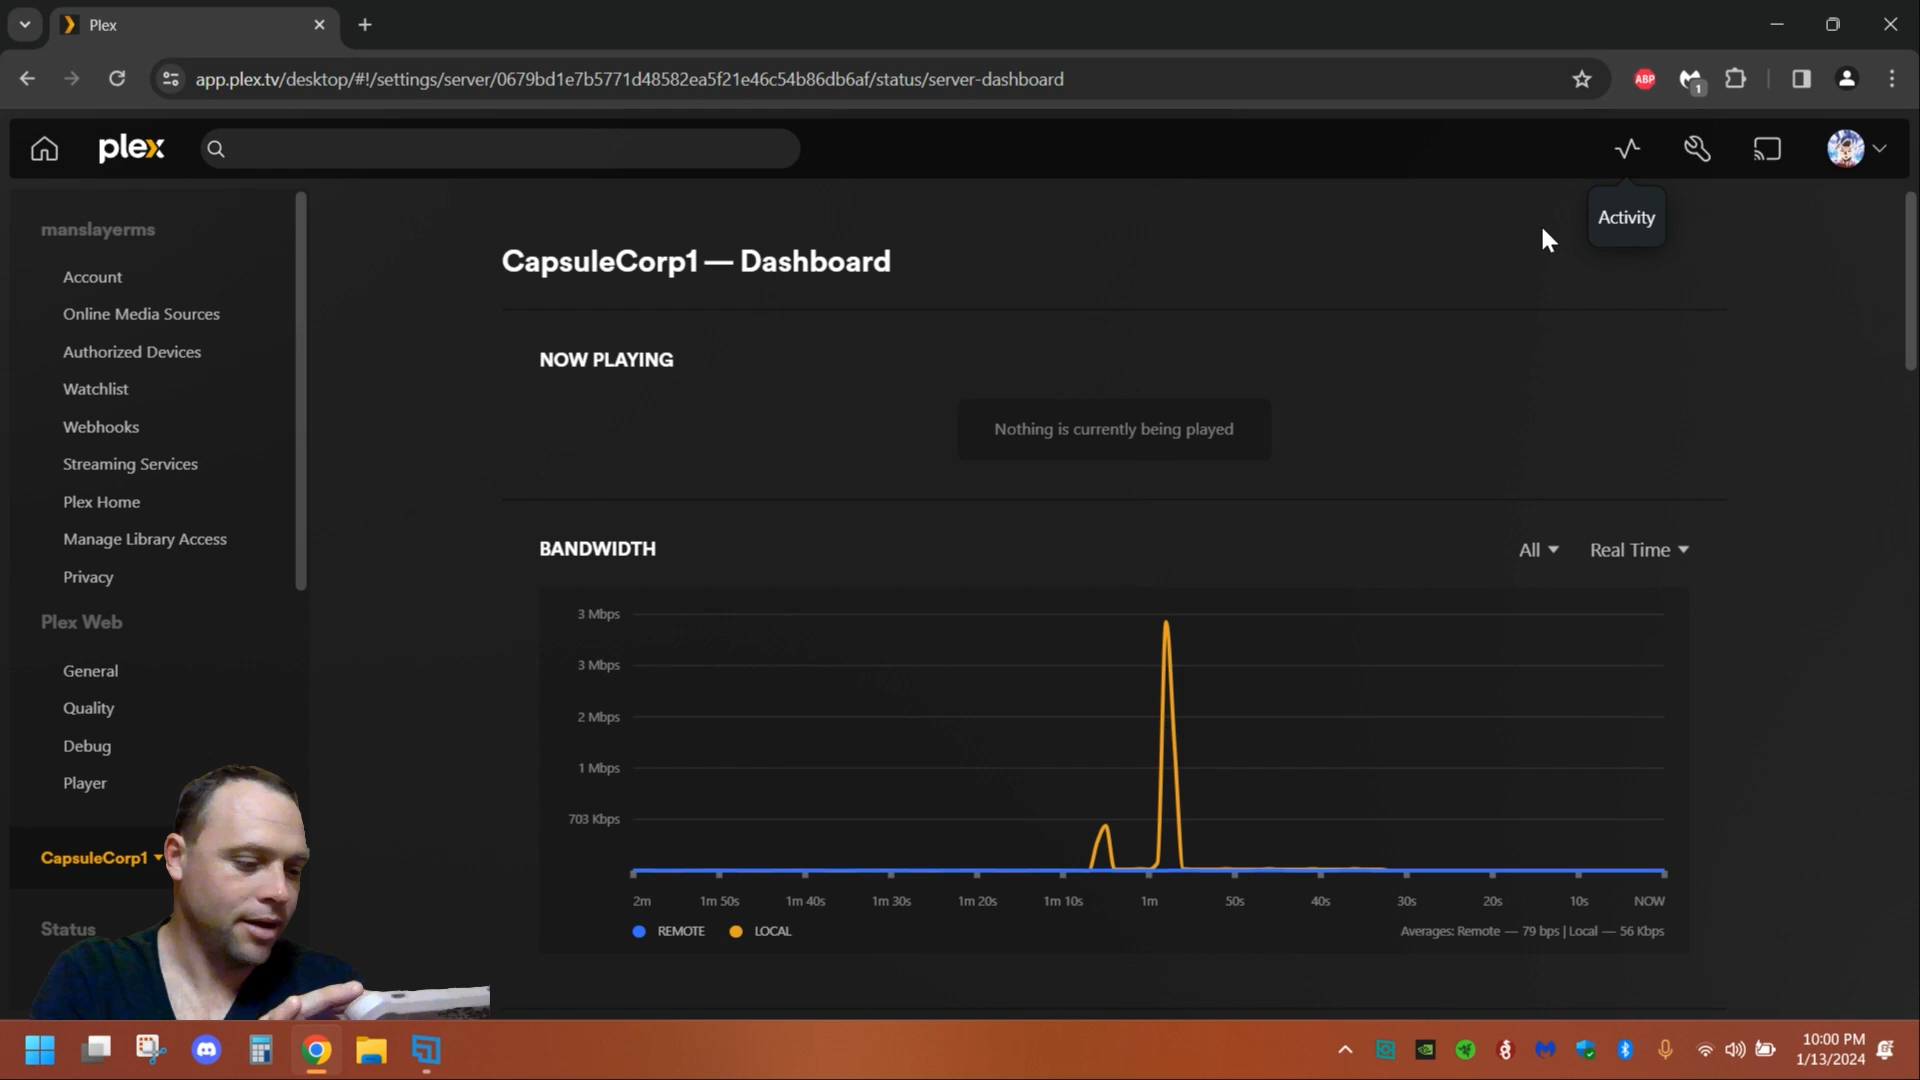 Plex
app.plex.tv/desktop/#!/settings/server/0679bd1e7b5771d48582ea5f21e46c54b86db6af/status/server-dashboard
ABP
1
plex
Activity
manslayerms
Account
Online Media Sources
Authorized Devices
Watchlist
Webhooks
Streaming Services
Plex Home
Manage Library Access
Privacy
Plex Web
General
Quality
Debug
Player
CapsuleCorp1
Status
CapsuleCorp1 — Dashboard
NOW PLAYING
Nothing is currently being played
BANDWIDTH
All
Real Time
3 Mbps
3 Mbps
2 Mbps
1 Mbps
703 Kbps
2m 1m 50s 1m 40s 1m 30s 1m 20s 1m 10s 1m 50s 40s 30s 20s 10s NOW
REMOTE LOCAL
Averages: Remote — 79 bps | Local — 56 Kbps
10:00 PM
1/13/2024